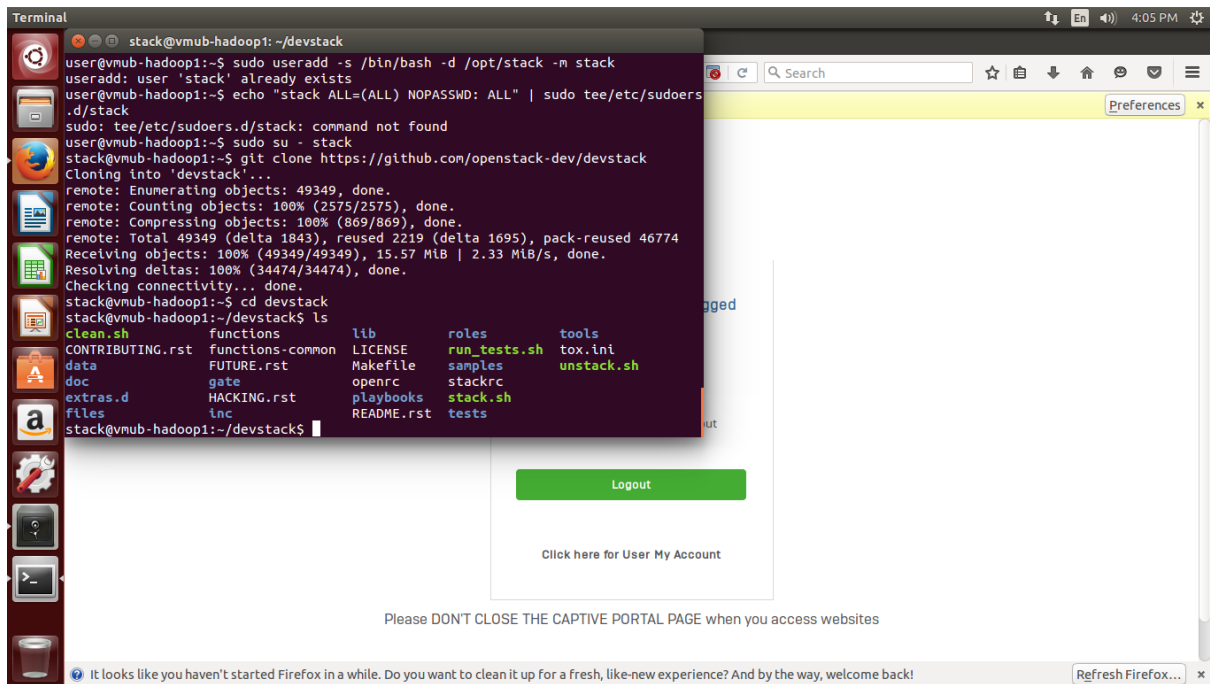 Terminal
En
4:05 PM
stack@vmub-hadoop1: ~/devstack
user@vmub-hadoop1:~$ sudo useradd -s /bin/bash -d /opt/stack -m stack
useradd: user 'stack' already exists
user@vmub-hadoop1:~$ echo "stack ALL=(ALL) NOPASSWD: ALL" | sudo tee/etc/sudoers
.d/stack
sudo: tee/etc/sudoers.d/stack: command not found
user@vmub-hadoop1:~$ sudo su - stack
stack@vmub-hadoop1:~$ git clone https://github.com/openstack-dev/devstack
Cloning into 'devstack'...
remote: Enumerating objects: 49349, done.
remote: Counting objects: 100% (2575/2575), done.
remote: Compressing objects: 100% (869/869), done.
remote: Total 49349 (delta 1843), reused 2219 (delta 1695), pack-reused 46774
Receiving objects: 100% (49349/49349), 15.57 MiB | 2.33 MiB/s, done.
Resolving deltas: 100% (34474/34474), done.
Checking connectivity... done.
stack@vmub-hadoop1:~$ cd devstack
stack@vmub-hadoop1:~/devstack$ ls
clean.sh functions lib roles tools
CONTRIBUTING.rst functions-common LICENSE run_tests.sh tox.ini
data FUTURE.rst Makefile samples unstack.sh
doc gate openrc stackrc
extras.d HACKING.rst playbooks stack.sh
files inc README.rst tests
stack@vmub-hadoop1:~/devstack$
Search
Preferences
gged
out
Logout
Click here for User My Account
Please DON'T CLOSE THE CAPTIVE PORTAL PAGE when you access websites
It looks like you haven't started Firefox in a while. Do you want to clean it up for a fresh, like-new experience? And by the way, welcome back!
Refresh Firefox...